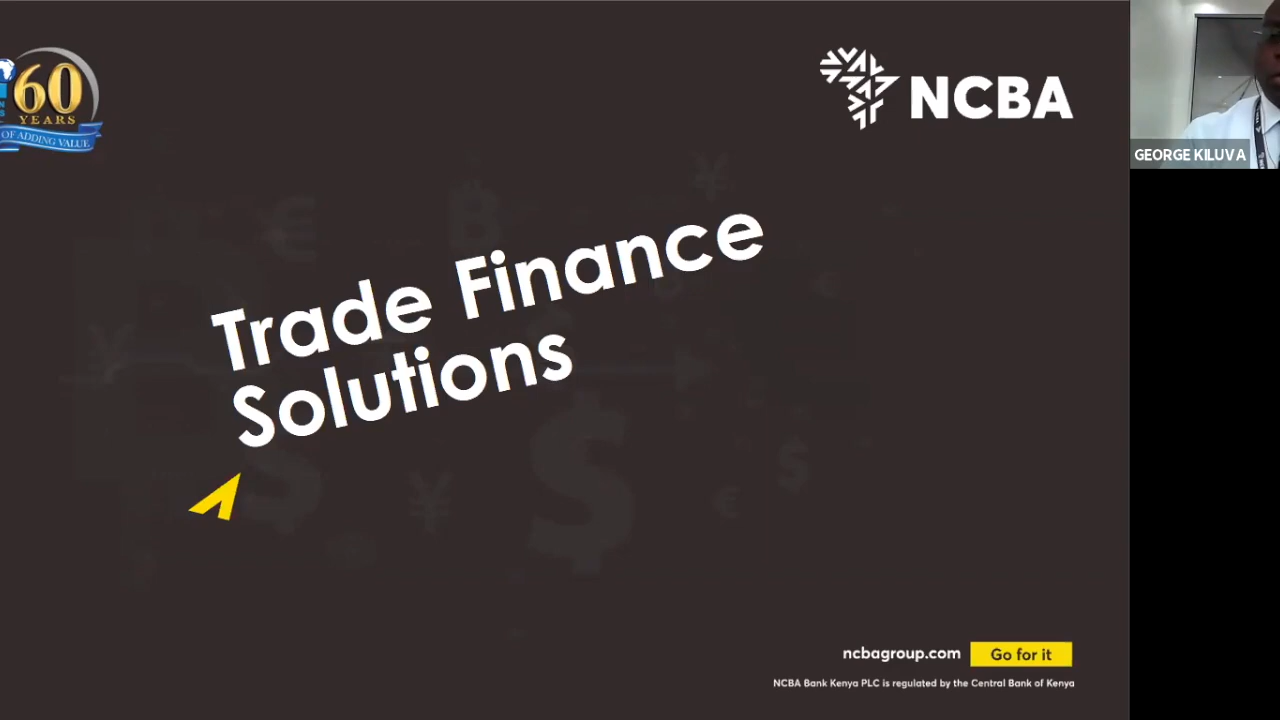 60
YEARS
OF ADDING VALUE
NCBA
GEORGE KILUVA
Trade Finance
Solutions
ncbagroup.com
Go for it
NCBA Bank Kenya PLC is regulated by the Central Bank of Kenya